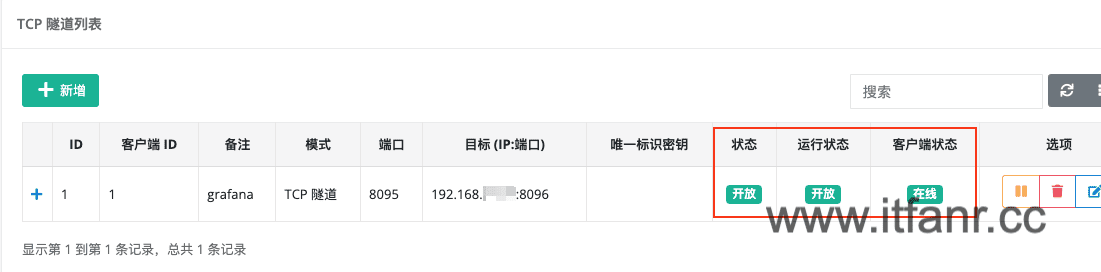 TCP 隧道列表
新增
搜索
ID 客户端 ID 备注 模式 端口 目标 (IP:端口) 唯一标识密钥 状态 运行状态 客户端状态 选项
1 1 grafana TCP 隧道 8095 192.168. :8096 开放 开放 在线
www.itfanr.cc
显示第 1 到第 1 条记录，总共 1 条记录